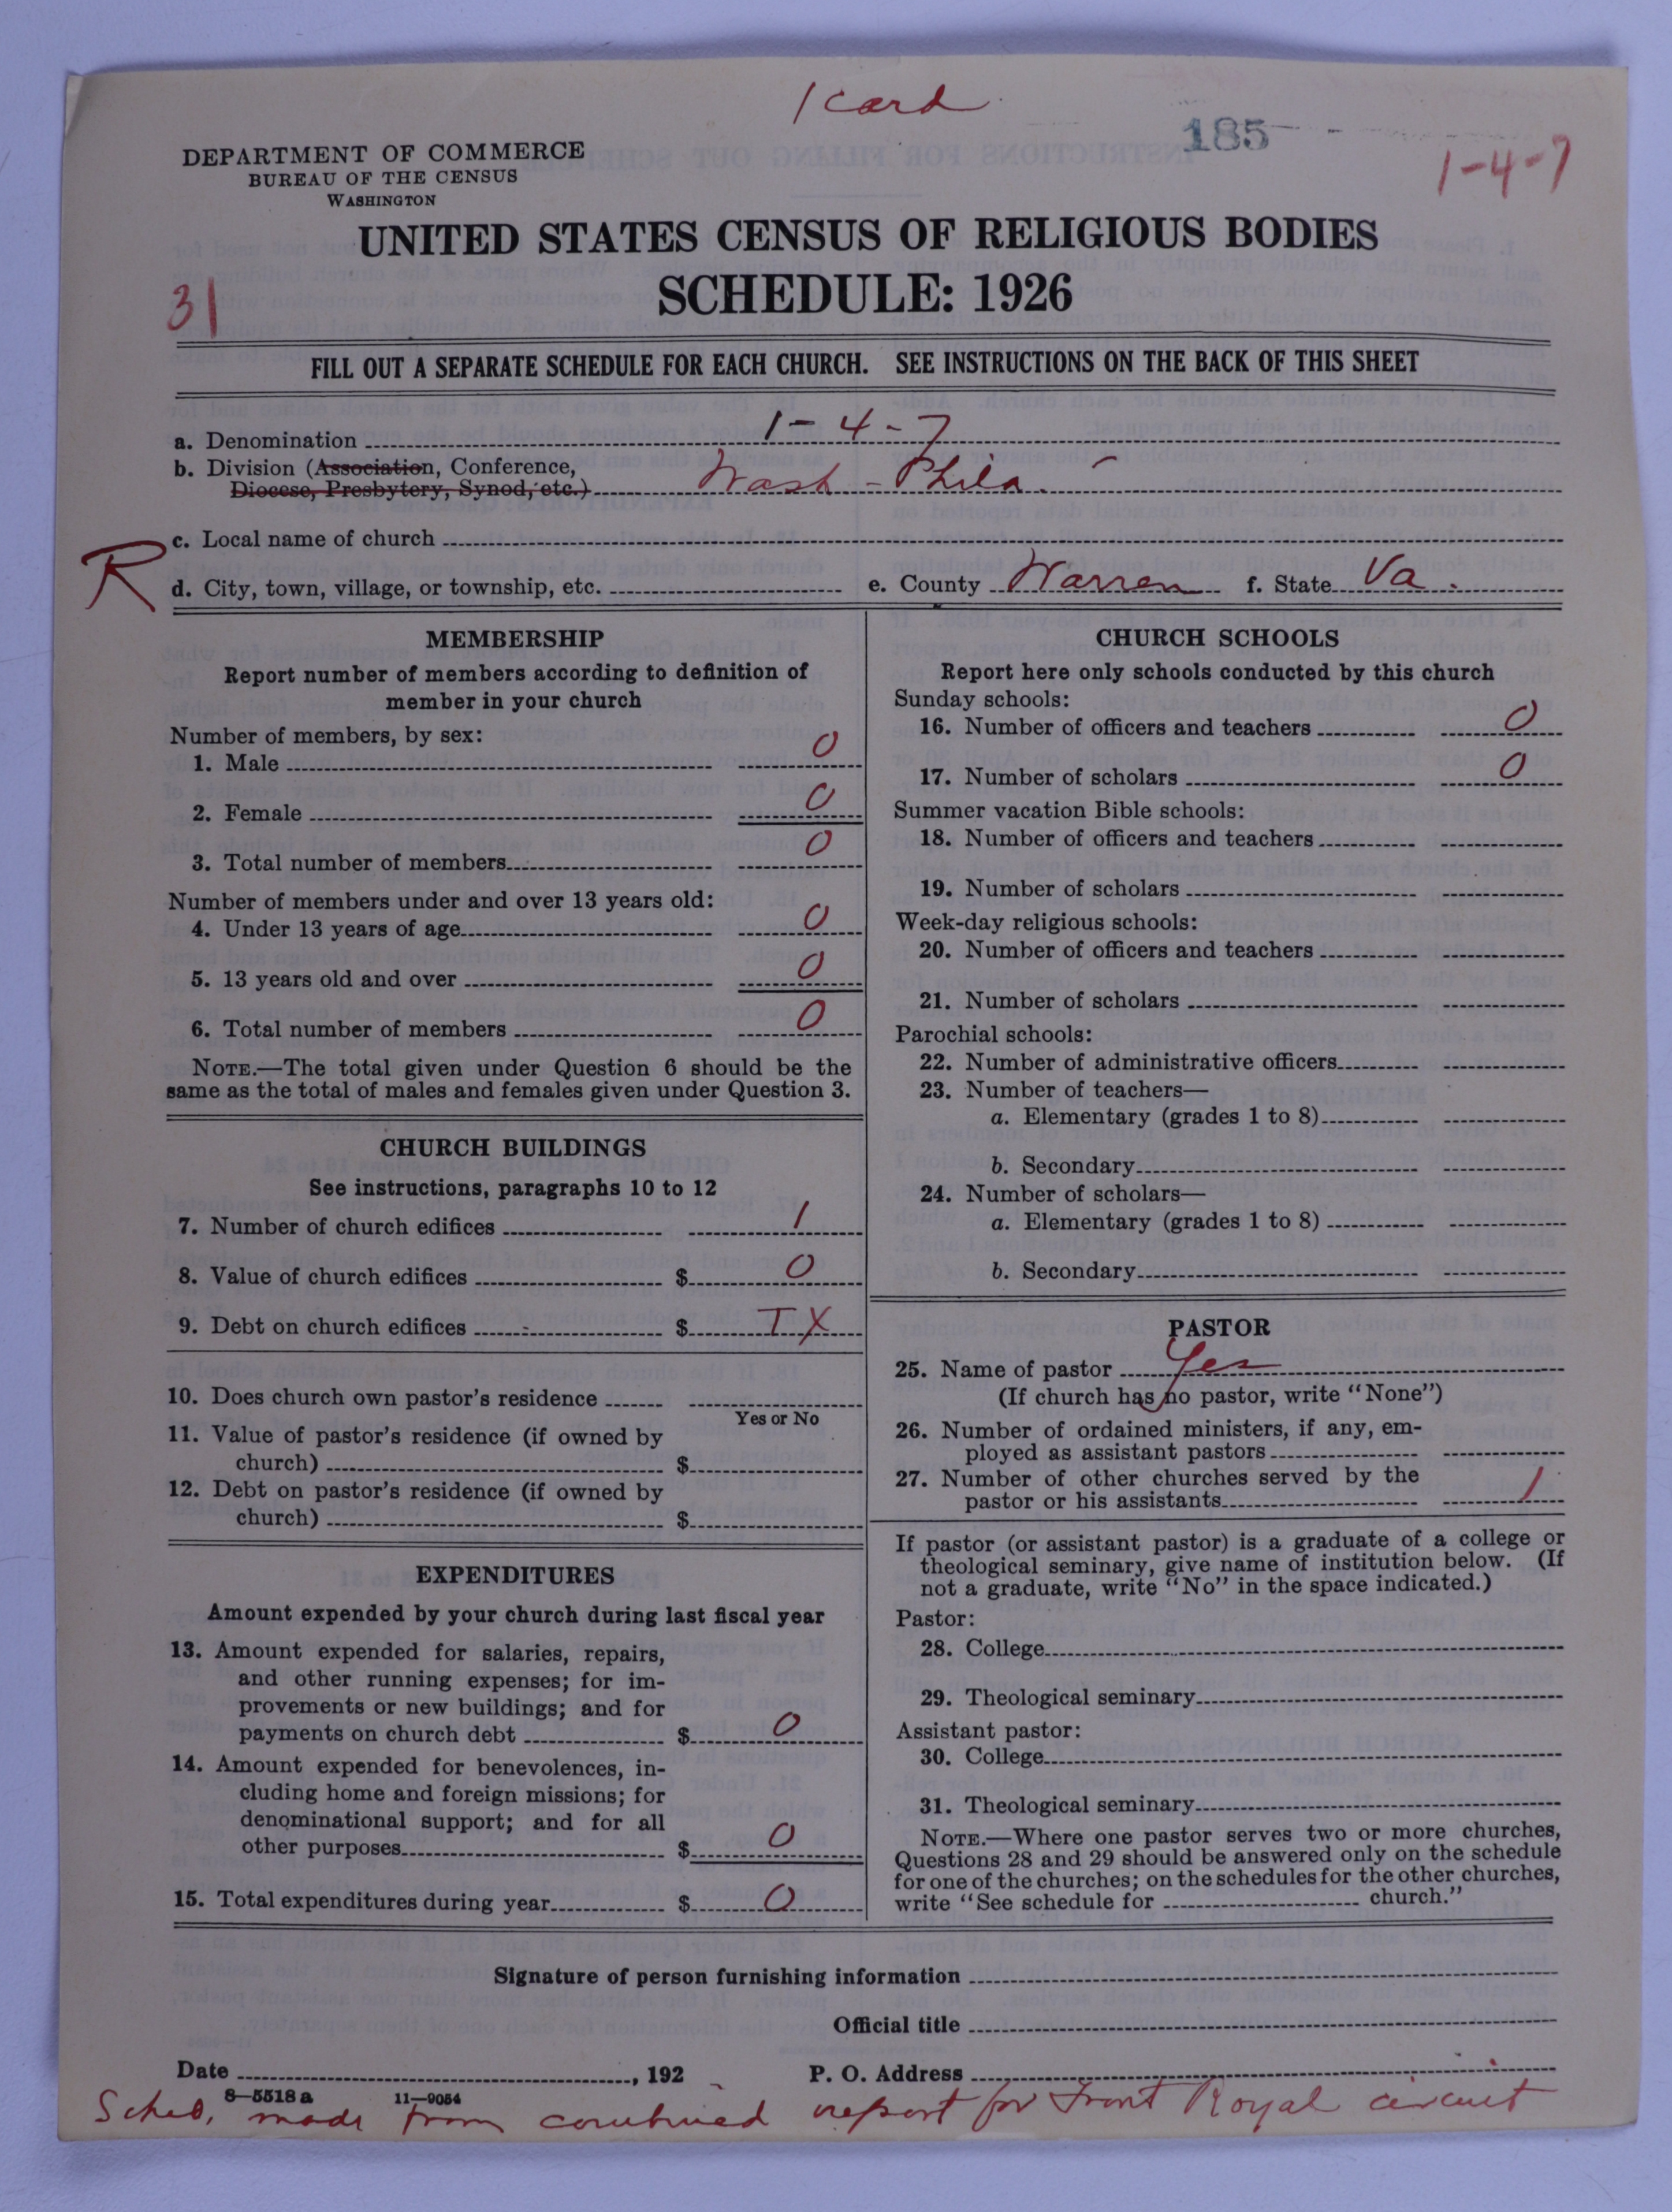 1 card
185
1-4-7
DEPARTMENT OF COMMERCE
BUREAU OF THE CENSUS
WASHINGTON
UNITED STATES CENSUS OF RELIGIOUS BODIES
SCHEDULE: 1926
31
FILL OUT A SEPARATE SCHEDULE FOR EACH CHURCH. SEE INSTRUCTIONS ON THE BACK OF THIS SHEET
a. Denomination 1-4-7
b. Division (Association, Conference,
Diocese, Presbytery, Synod, etc.) Wash - Phila.
c. Local name of church
R
d. City, town, village, or township, etc. e. County Warren f. State Va.
MEMBERSHIP
Report number of members according to definition of
member in your church
Number of members, by sex:
1. Male 0
2. Female 0
3. Total number of members 0
Number of members under and over 13 years old:
4. Under 13 years of age 0
5. 13 years old and over 0
6. Total number of members 0
NOTE.—The total given under Question 6 should be the
same as the total of males and females given under Question 3.
CHURCH BUILDINGS
See instructions, paragraphs 10 to 12
7. Number of church edifices 1
8. Value of church edifices $ 0
9. Debt on church edifices $ TX
10. Does church own pastor's residence
Yes or No
11. Value of pastor's residence (if owned by
church) $
12. Debt on pastor's residence (if owned by
church) $
EXPENDITURES
Amount expended by your church during last fiscal year
13. Amount expended for salaries, repairs,
and other running expenses; for im-
provements or new buildings; and for
payments on church debt $ 0
14. Amount expended for benevolences, in-
cluding home and foreign missions; for
denominational support; and for all
other purposes $ 0
15. Total expenditures during year $ 0
CHURCH SCHOOLS
Report here only schools conducted by this church
Sunday schools:
16. Number of officers and teachers 0
17. Number of scholars 0
Summer vacation Bible schools:
18. Number of officers and teachers
19. Number of scholars
Week-day religious schools:
20. Number of officers and teachers
21. Number of scholars
Parochial schools:
22. Number of administrative officers
23. Number of teachers—
a. Elementary (grades 1 to 8)
b. Secondary
24. Number of scholars—
a. Elementary (grades 1 to 8)
b. Secondary
PASTOR
25. Name of pastor Yes
(If church has no pastor, write "None")
26. Number of ordained ministers, if any, em-
ployed as assistant pastors
27. Number of other churches served by the
pastor or his assistants 1
If pastor (or assistant pastor) is a graduate of a college or
theological seminary, give name of institution below. (If
not a graduate, write "No" in the space indicated.)
Pastor:
28. College
29. Theological seminary
Assistant pastor:
30. College
31. Theological seminary
NOTE.—Where one pastor serves two or more churches,
Questions 28 and 29 should be answered only on the schedule
for one of the churches; on the schedules for the other churches,
write "See schedule for church."
Signature of person furnishing information
Official title
Date , 192 P. O. Address
8—5518 a 11—9054
Sched. made from combined report for Front Royal circuit